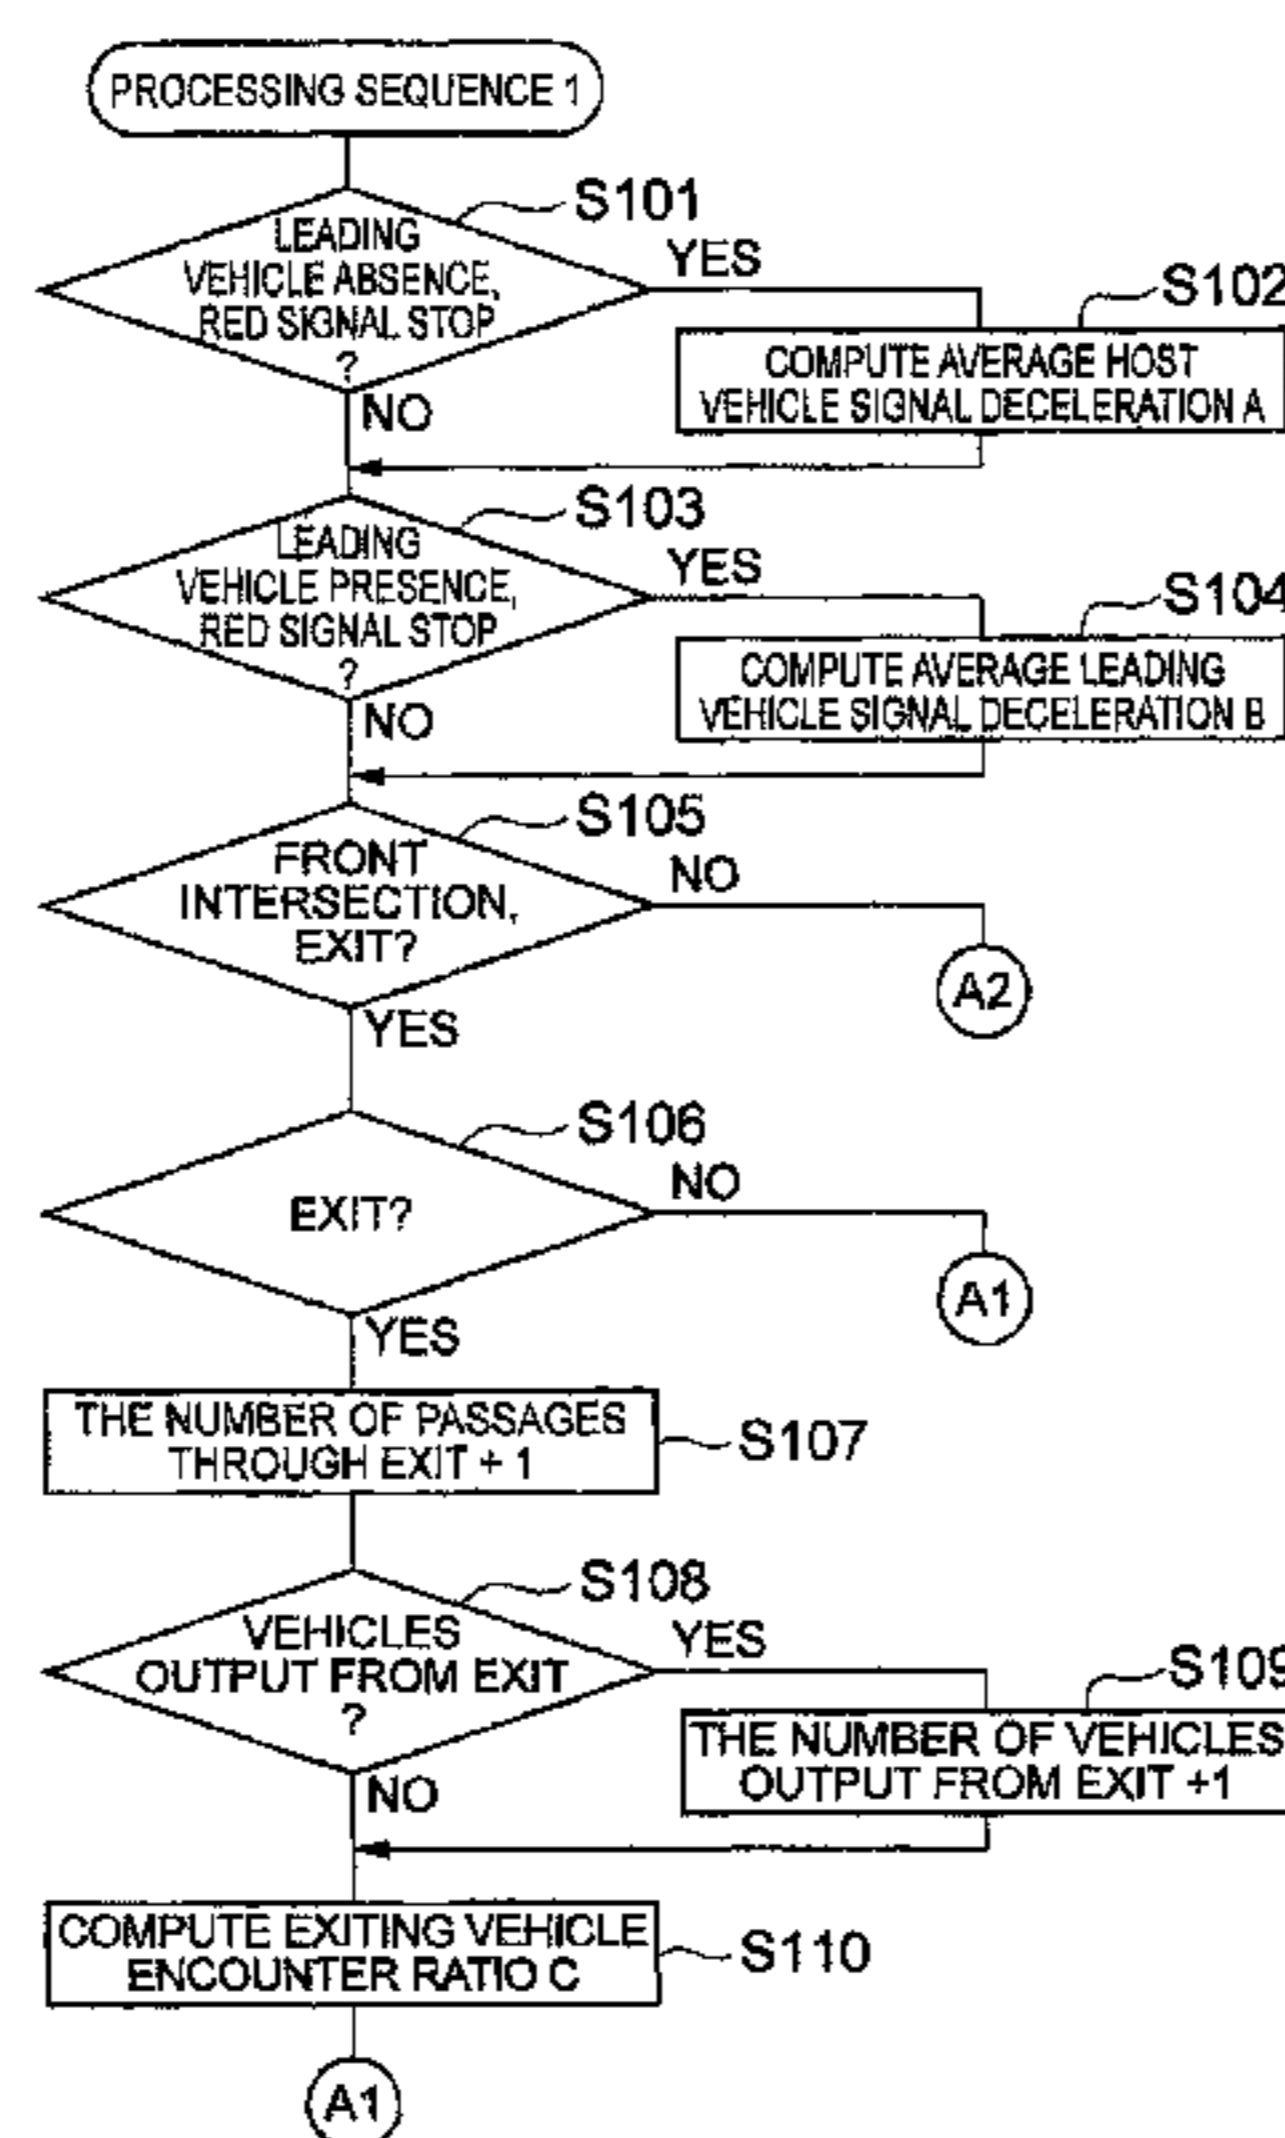 PROCESSING SEQUENCE 1
S101
LEADING
VEHICLE ABSENCE,
RED SIGNAL STOP
?
YES
NO
S102
COMPUTE AVERAGE HOST
VEHICLE SIGNAL DECELERATION A
S103
LEADING
VEHICLE PRESENCE,
RED SIGNAL STOP
?
YES
NO
S104
COMPUTE AVERAGE LEADING
VEHICLE SIGNAL DECELERATION B
S105
FRONT
INTERSECTION,
EXIT?
NO
A2
YES
S106
EXIT?
NO
A1
YES
THE NUMBER OF PASSAGES
THROUGH EXIT + 1
S107
S108
VEHICLES
OUTPUT FROM EXIT
?
YES
NO
S109
THE NUMBER OF VEHICLES
OUTPUT FROM EXIT +1
COMPUTE EXITING VEHICLE
ENCOUNTER RATIO C
S110
A1